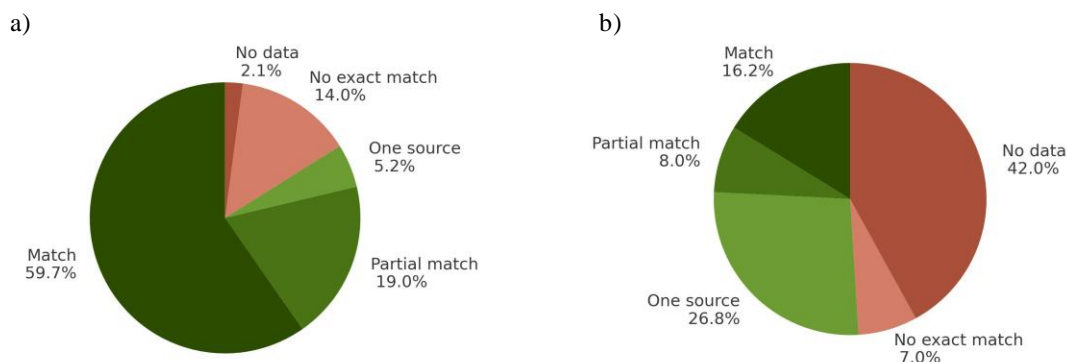 a)
No data
2.1%
No exact match
14.0%
One source
5.2%
Partial match
19.0%
Match
59.7%
b)
Match
16.2%
Partial match
8.0%
One source
26.8%
No exact match
7.0%
No data
42.0%